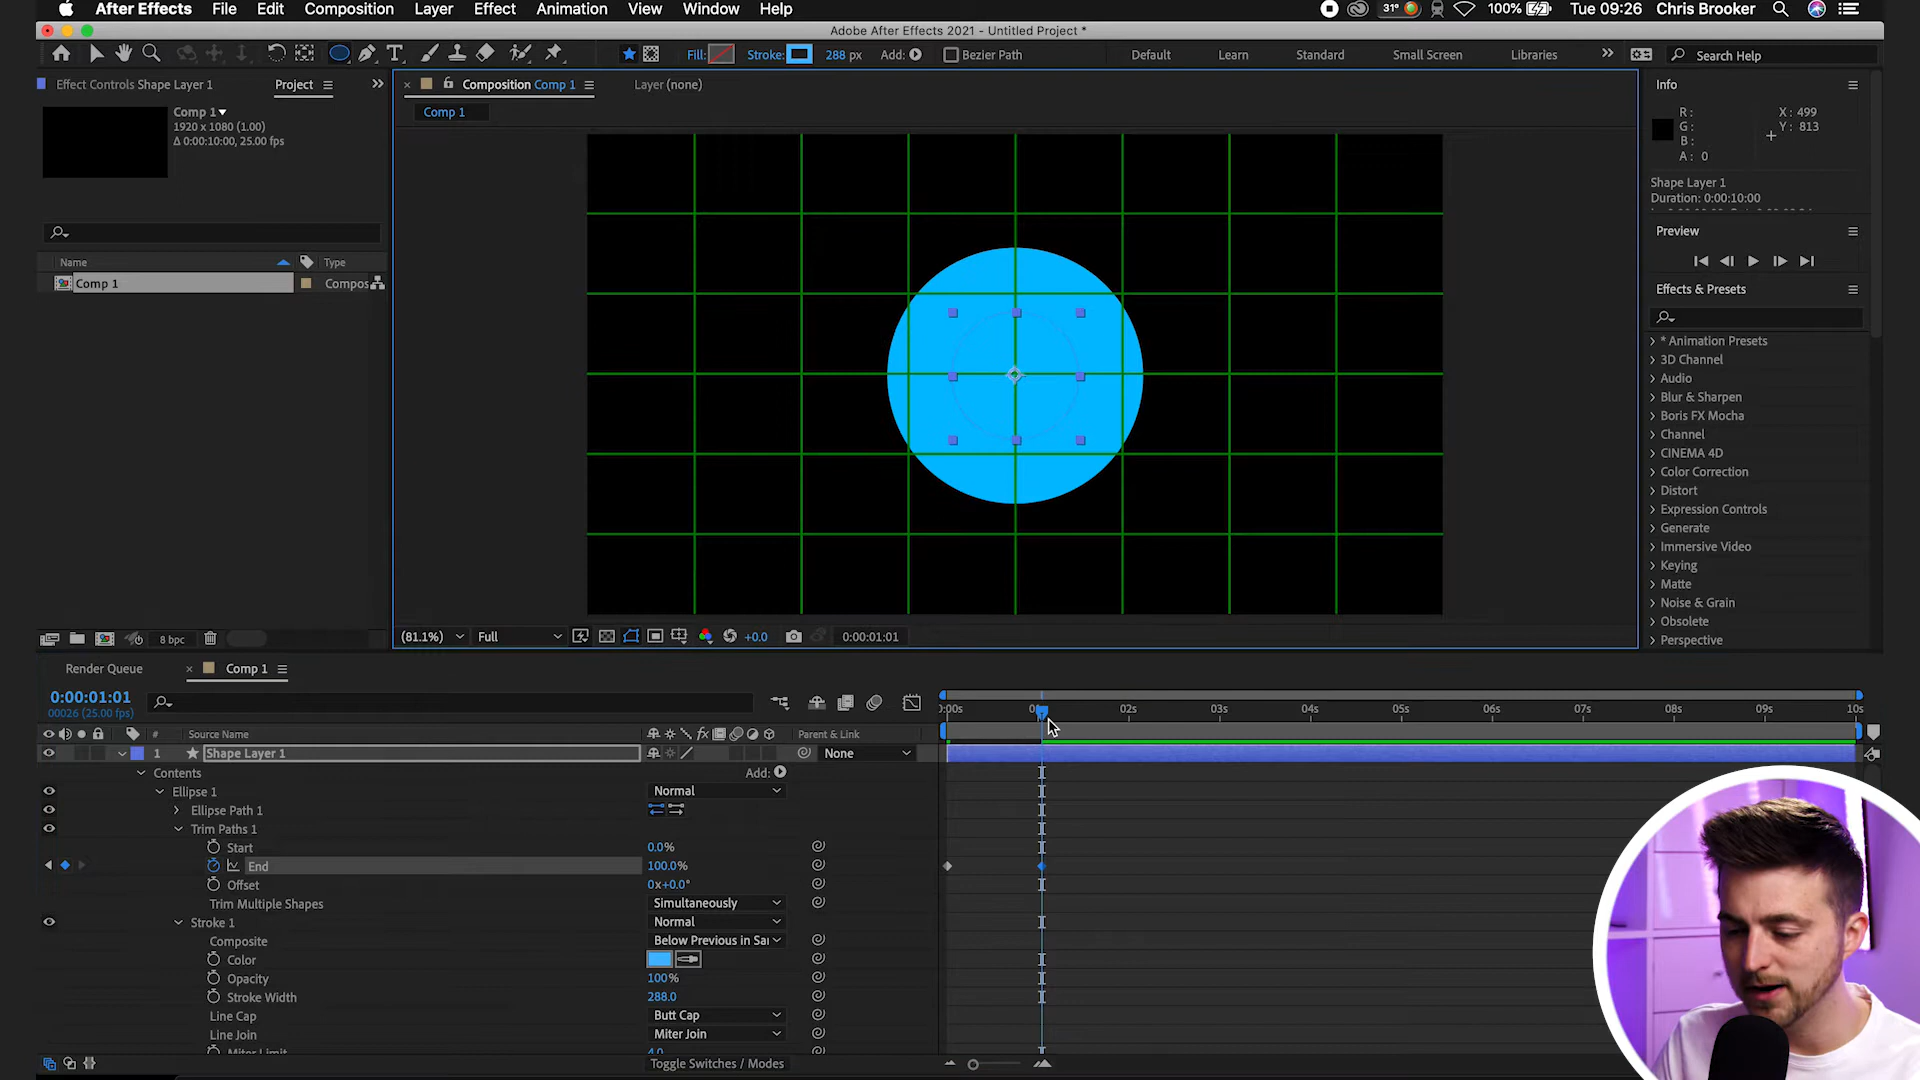 After Effects File Edit Composition Layer Effect Animation View Window Help 31° 100% Tue 09:26 Chris Brooker
Adobe After Effects 2021 - Untitled Project *
Fill: Stroke: 288 px Add: Bezier Path Default Learn Standard Small Screen Libraries Search Help
Effect Controls Shape Layer 1 Project
Composition Comp 1 Layer (none)
Info
Comp 1
1920 x 1080 (1.00)
Δ 0:00:10:00, 25.00 fps
Comp 1
R: X: 499
G: Y: 813
B:
A: 0
Shape Layer 1
Duration: 0:00:10:00
Preview
Name Type
Comp 1 Compos
Effects & Presets
* Animation Presets
3D Channel
Audio
Blur & Sharpen
Boris FX Mocha
Channel
CINEMA 4D
Color Correction
Distort
Expression Controls
Generate
Immersive Video
Keying
Matte
Noise & Grain
Obsolete
Perspective
8 bpc
(81.1%) Full +0.0 0:00:01:01
Render Queue Comp 1
0:00:01:01
00026 (25.00 fps)
0:00s 02s 03s 04s 05s 06s 07s 08s 09s 10s
# Source Name fx Parent & Link
1 Shape Layer 1 None
Contents Add:
Ellipse 1 Normal
Ellipse Path 1
Trim Paths 1
Start 0.0%
End 100.0%
Offset 0x+0.0°
Trim Multiple Shapes Simultaneously
Stroke 1 Normal
Composite Below Previous in Sar
Color
Opacity 100%
Stroke Width 288.0
Line Cap Butt Cap
Line Join Miter Join
Miter Limit 4.0
Toggle Switches / Modes